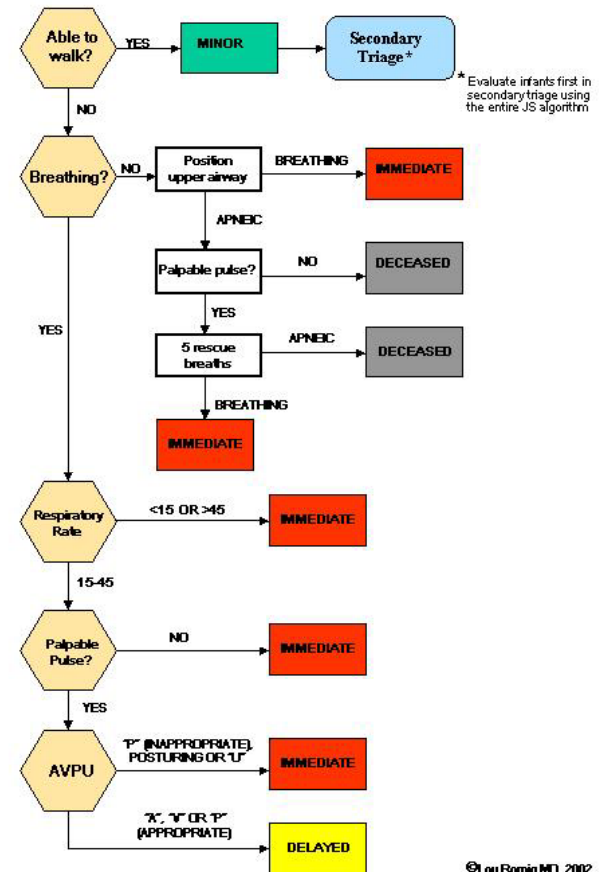 Able to
walk?
YES
MINOR
Secondary
Triage*
* Evaluate infants first in
secondary triage using
the entire JS algorithm
NO
Breathing?
NO
Position
upper airway
BREATHING
IMMEDIATE
APNEIC
Palpable pulse?
NO
DECEASED
YES
5 rescue
breaths
APNEIC
DECEASED
BREATHING
IMMEDIATE
YES
Respiratory
Rate
<15 OR >45
IMMEDIATE
15-45
Palpable
Pulse?
NO
IMMEDIATE
YES
AVPU
"P" (INAPPROPRIATE),
POSTURING OR "U"
IMMEDIATE
"A", "V" OR "P"
(APPROPRIATE)
DELAYED
©Lou Romig MD, 2002